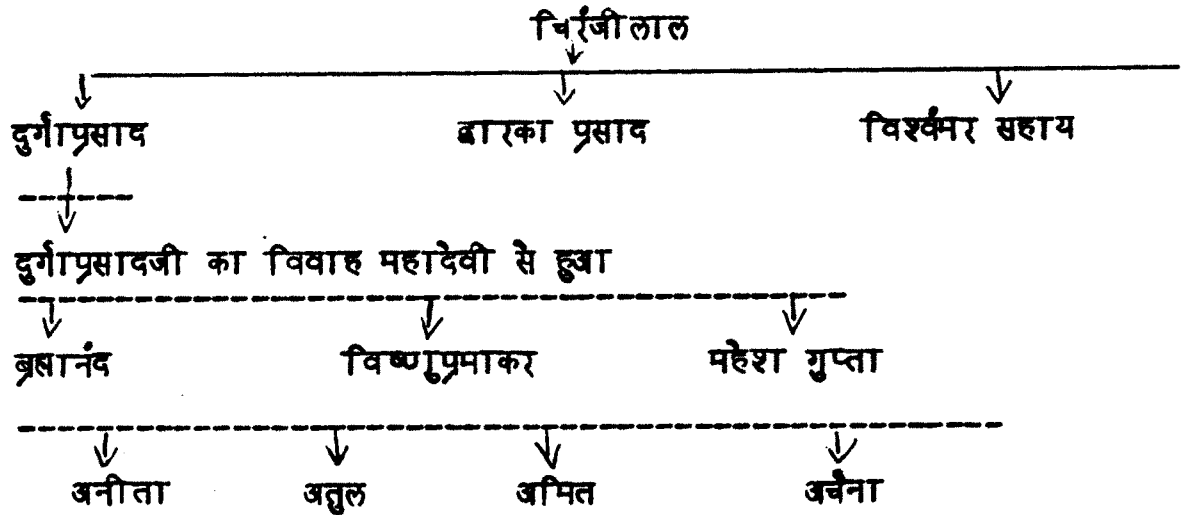 चिरंजीलाल
दुर्गाप्रसाद द्वारका प्रसाद विश्वंभर सहाय
दुर्गाप्रसादजी का विवाह महादेवी से हुआ
ब्रह्मानंद विष्णुप्रभाकर महेश गुप्ता
अनीता अतुल अमित अर्चना